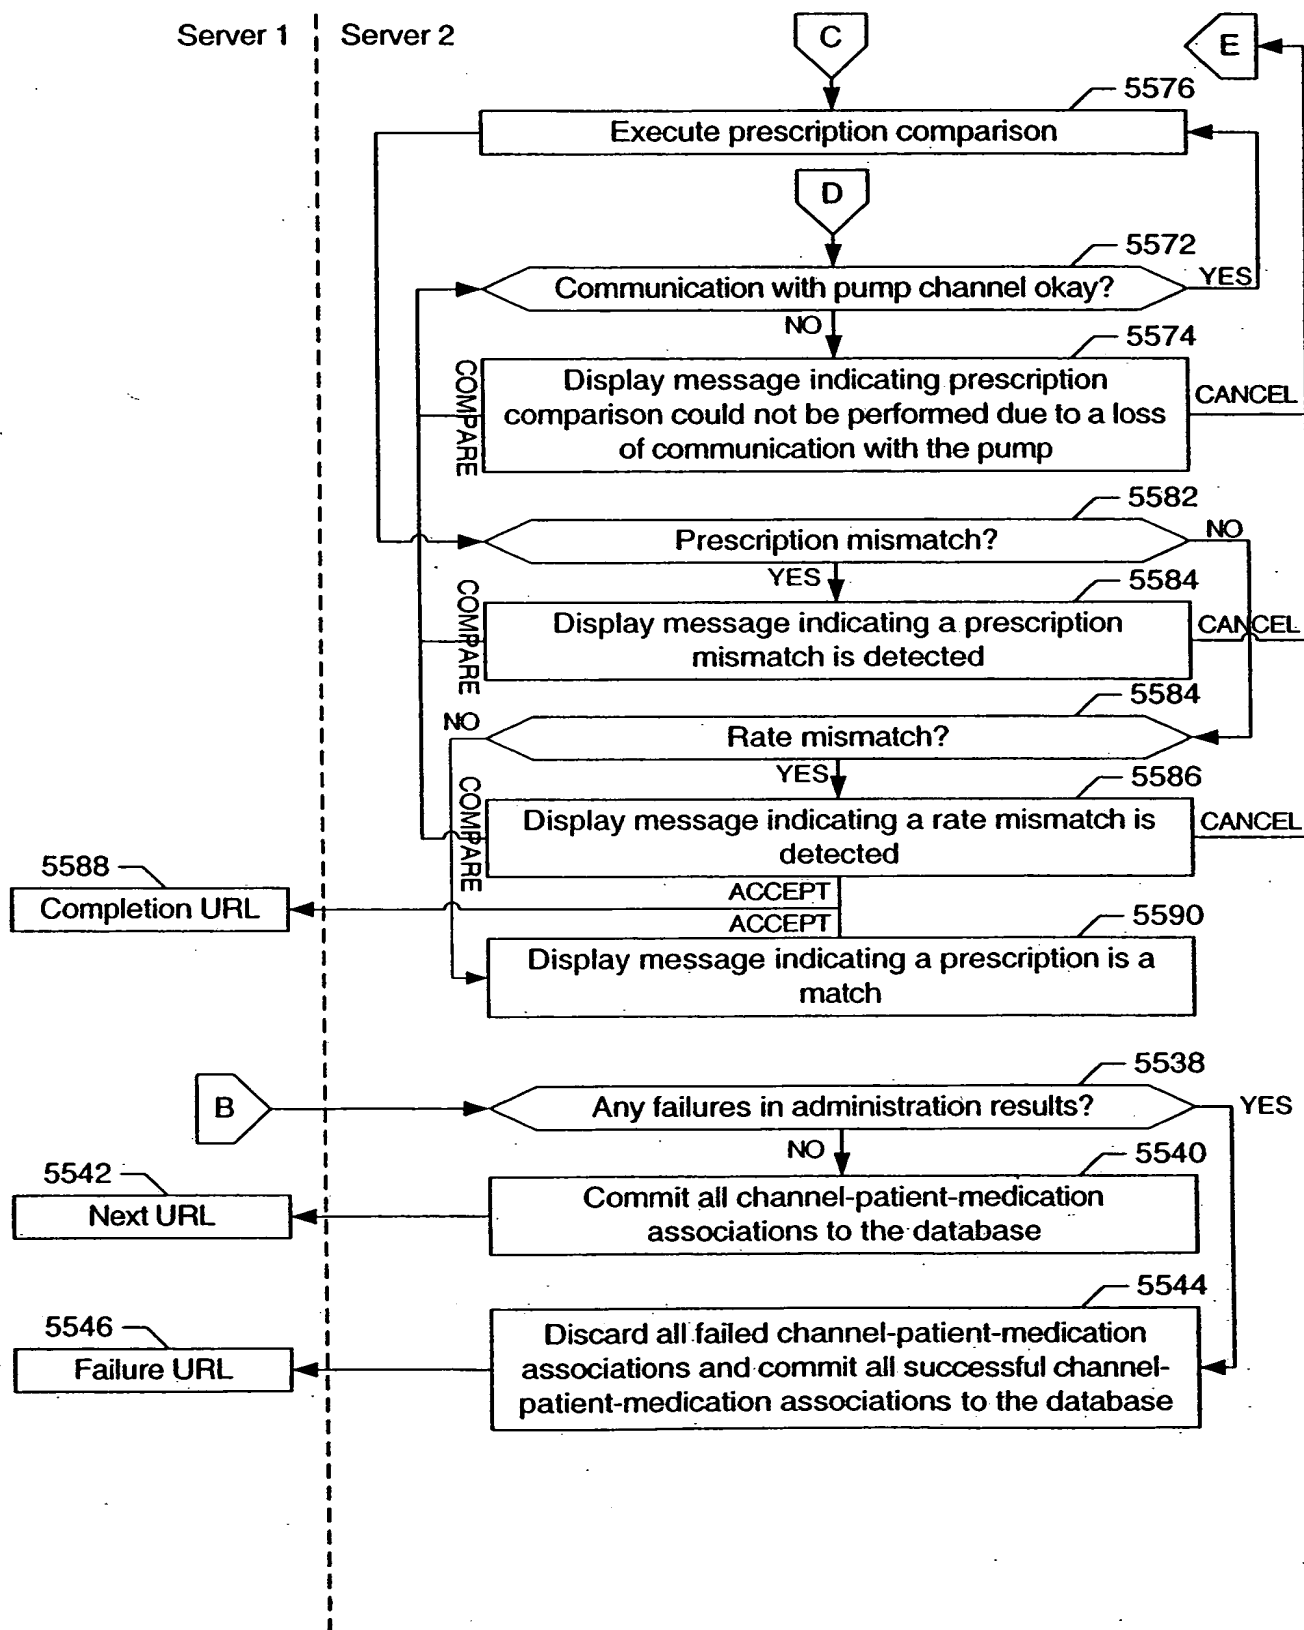 Server 1
Server 2
C
E
5576
Execute prescription comparison
D
5572
Communication with pump channel okay?
YES
NO
5574
Display message indicating prescription
comparison could not be performed due to a loss
of communication with the pump
COMPARE
CANCEL
5582
Prescription mismatch?
NO
YES
5584
Display message indicating a prescription
mismatch is detected
COMPARE
CANCEL
5584
NO
Rate mismatch?
YES
5586
Display message indicating a rate mismatch is
detected
COMPARE
CANCEL
5588
Completion URL
ACCEPT
ACCEPT
5590
Display message indicating a prescription is a
match
5538
B
Any failures in administration results?
YES
NO
5540
5542
Next URL
Commit all channel-patient-medication
associations to the database
5544
5546
Failure URL
Discard all failed channel-patient-medication
associations and commit all successful channel-
patient-medication associations to the database